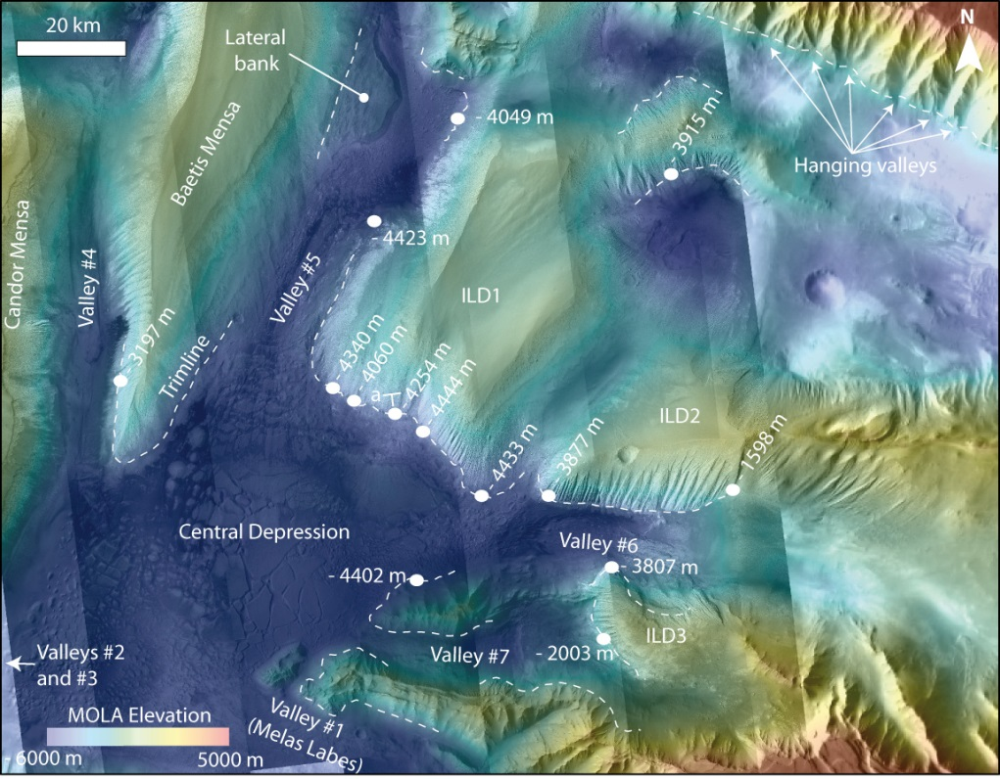 20 km
Lateral
bank
N
- 4049 m
- 3915 m
Hanging valleys
Baetis Mensa
Candor Mensa
Valley #4
Valley #5
- 4423 m
ILD1
- 3197 m
Trimline
- 4340 m
- 4060 m
a
- 4254 m
- 4444 m
- 4433 m
- 3877 m
ILD2
- 1598 m
Central Depression
Valley #6
- 4402 m
- 3807 m
ILD3
Valley #7
- 2003 m
Valleys #2
and #3
Valley #1
(Melas Labes)
MOLA Elevation
- 6000 m
5000 m